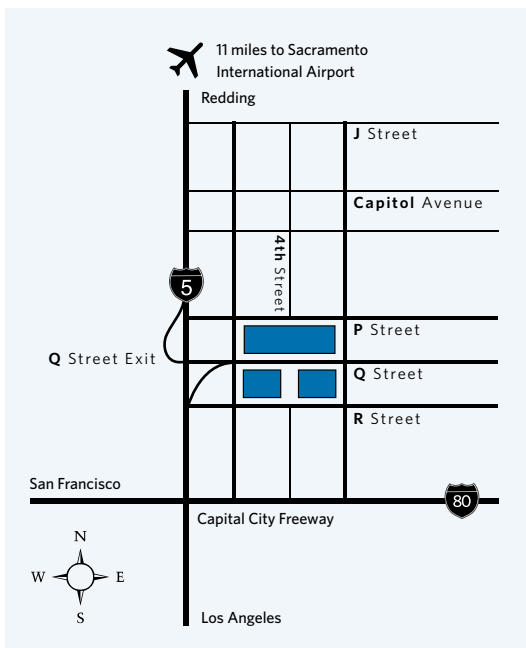 11 miles to Sacramento
International Airport
Redding
J Street
Capitol Avenue
4th Street
5
P Street
Q Street Exit
Q Street
R Street
San Francisco
80
Capital City Freeway
N
W E
S
Los Angeles